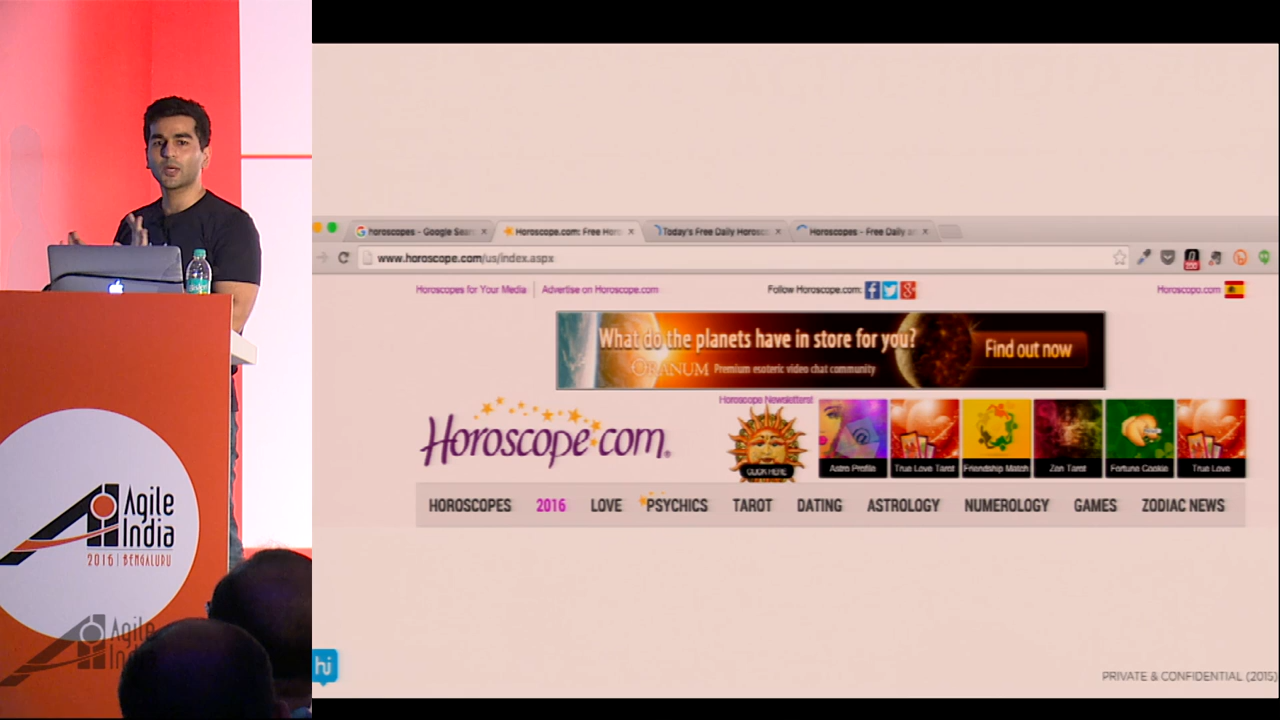 horoscopes - Google Sear
Horoscope.com: Free Horo
Today's Free Daily Horosc
Horoscopes - Free Daily a
www.horoscope.com/us/index.aspx
Horoscopes for Your Media
Advertise on Horoscope.com
Follow Horoscope.com:
Horoscopo.com
What do the planets have in store for you?
Find out now
ORANUM Premium esoteric video chat community
Horoscope.com®
Horoscope Newsletters!
CLICK HERE
Astro Profile
True Love Tarot
Friendship Match
Zen Tarot
Fortune Cookie
True Love
HOROSCOPES 2016 LOVE PSYCHICS TAROT DATING ASTROLOGY NUMEROLOGY GAMES ZODIAC NEWS
hi
PRIVATE & CONFIDENTIAL (2015)
Agile
India
2016 | BENGALURU
Agile